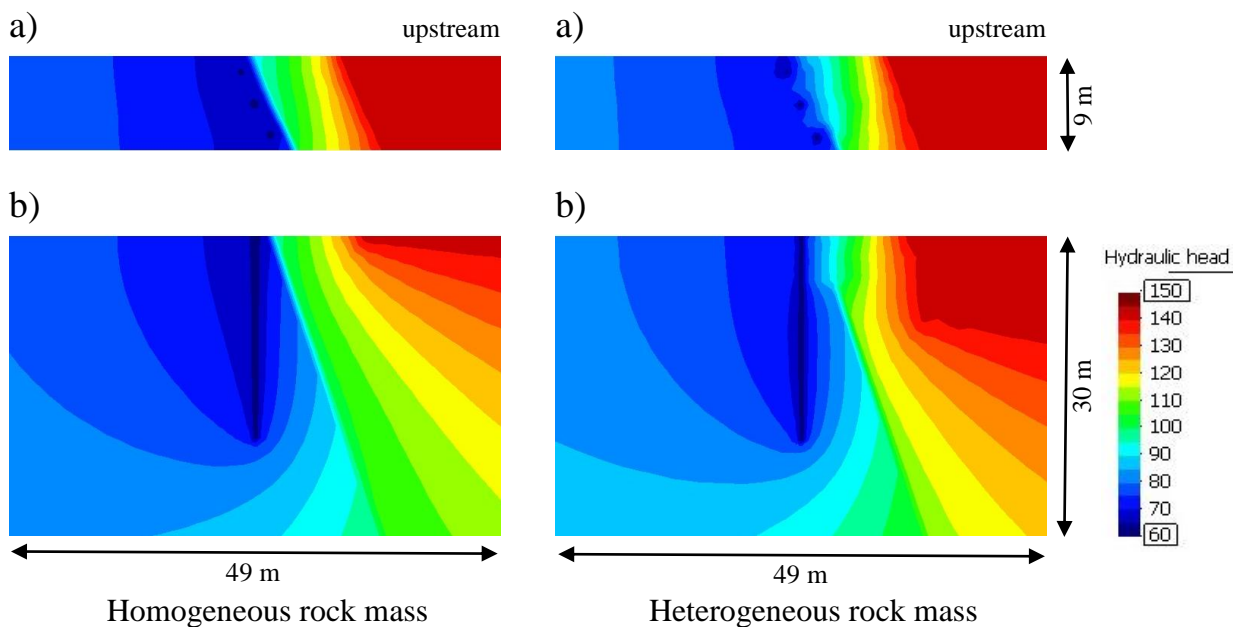 a)
upstream
a)
upstream
9 m
b)
b)
30 m
Hydraulic head
150
140
130
120
110
100
90
80
70
60
49 m
49 m
Homogeneous rock mass
Heterogeneous rock mass